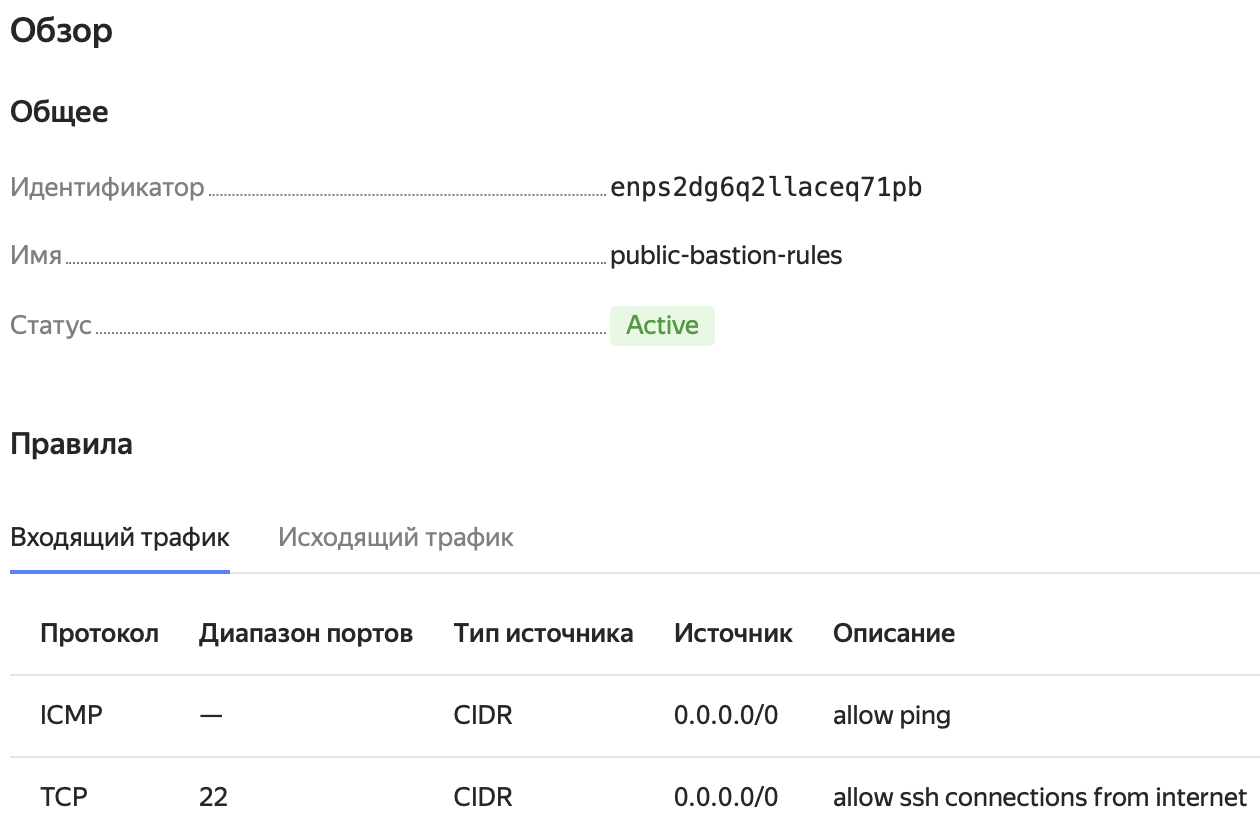 Обзор
Общее
Идентификатор enps2dg6q2llaceq71pb
Имя public-bastion-rules
Статус Active
Правила
Входящий трафик Исходящий трафик
Протокол Диапазон портов Тип источника Источник Описание
ICMP — CIDR 0.0.0.0/0 allow ping
TCP 22 CIDR 0.0.0.0/0 allow ssh connections from internet